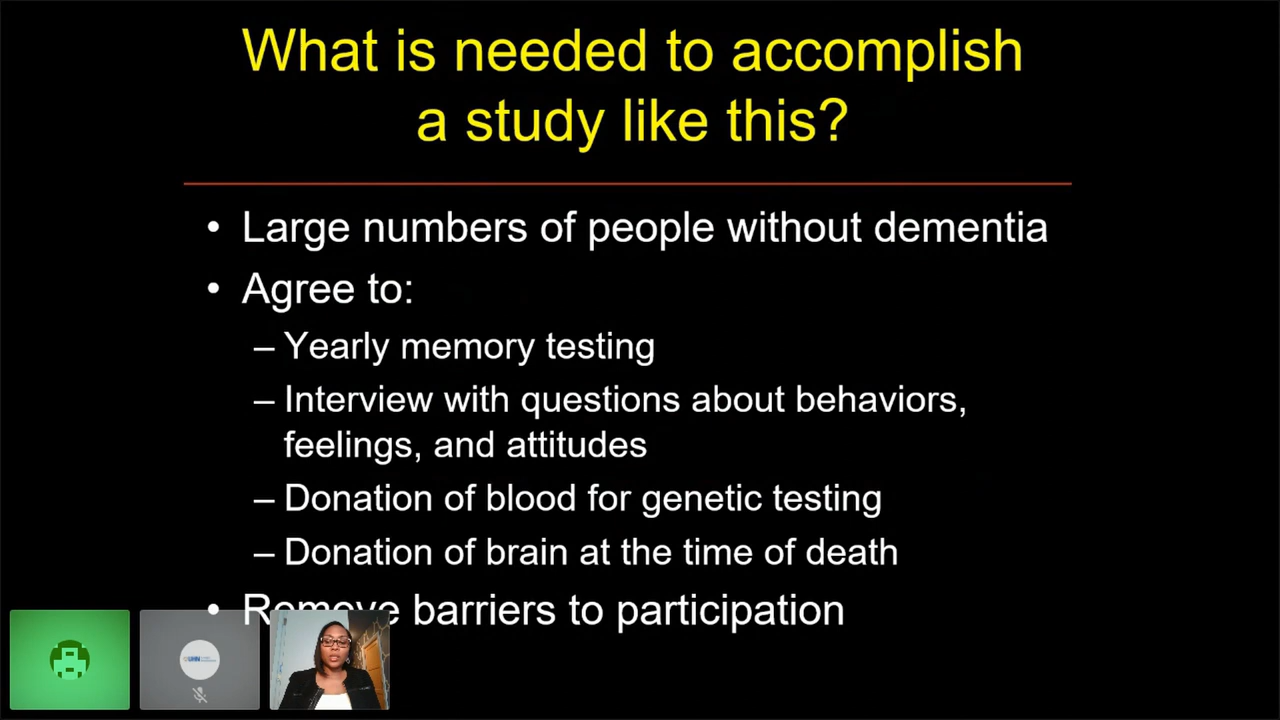 What is needed to accomplish
a study like this?
• Large numbers of people without dementia
• Agree to:
– Yearly memory testing
– Interview with questions about behaviors,
feelings, and attitudes
– Donation of blood for genetic testing
– Donation of brain at the time of death
• Remove barriers to participation